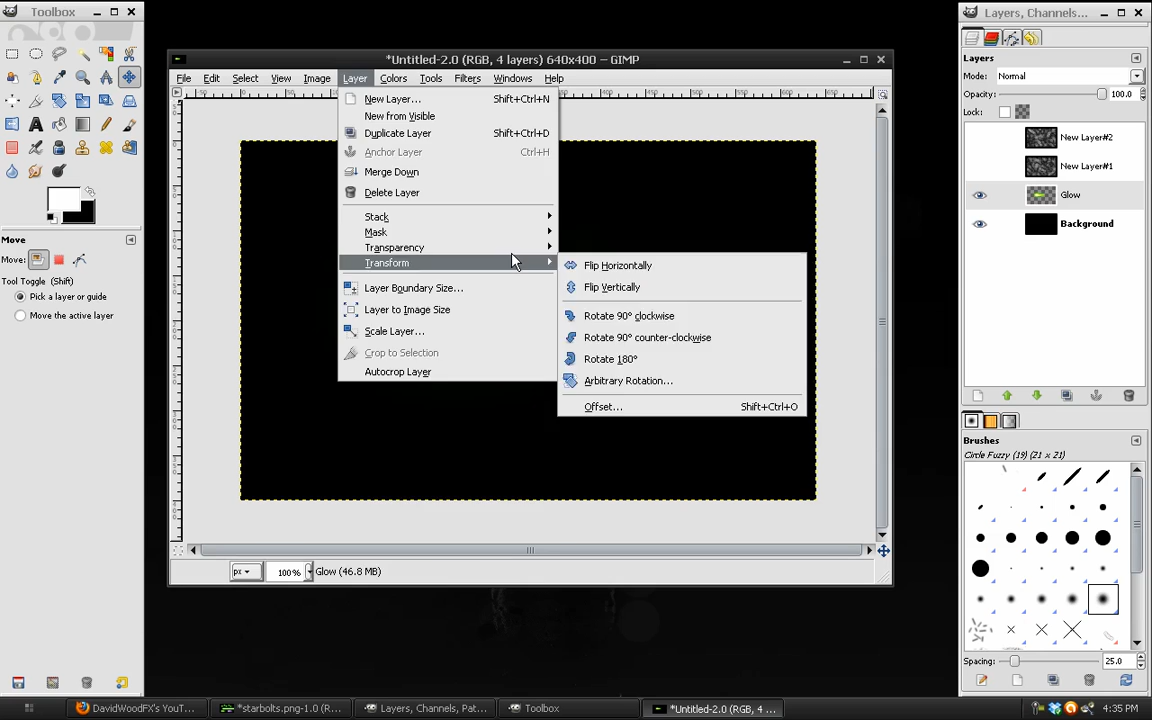 Toolbox
*Untitled-2.0 (RGB, 4 layers) 640x400 – GIMP
Layers, Channels...
File Edit Select View Image Layer Colors Tools Filters Windows Help
New Layer... Shift+Ctrl+N
New from Visible
Duplicate Layer Shift+Ctrl+D
Anchor Layer Ctrl+H
Merge Down
Delete Layer
Stack
Mask
Transparency
Transform
Layer Boundary Size...
Layer to Image Size
Scale Layer...
Crop to Selection
Autocrop Layer
Flip Horizontally
Flip Vertically
Rotate 90° clockwise
Rotate 90° counter-clockwise
Rotate 180°
Arbitrary Rotation...
Offset... Shift+Ctrl+O
Move
Move:
Tool Toggle (Shift)
Pick a layer or guide
Move the active layer
Layers
Mode: Normal
Opacity: 100.0
Lock:
New Layer#2
New Layer#1
Glow
Background
Brushes
Circle Fuzzy (19) (21 x 21)
Spacing: 25.0
px 100% Glow (46.8 MB)
DavidWoodFX's YouT...
*starbolts.png-1.0 (R...
Layers, Channels, Pat...
Toolbox
*Untitled-2.0 (RGB, 4 ...
4:35 PM